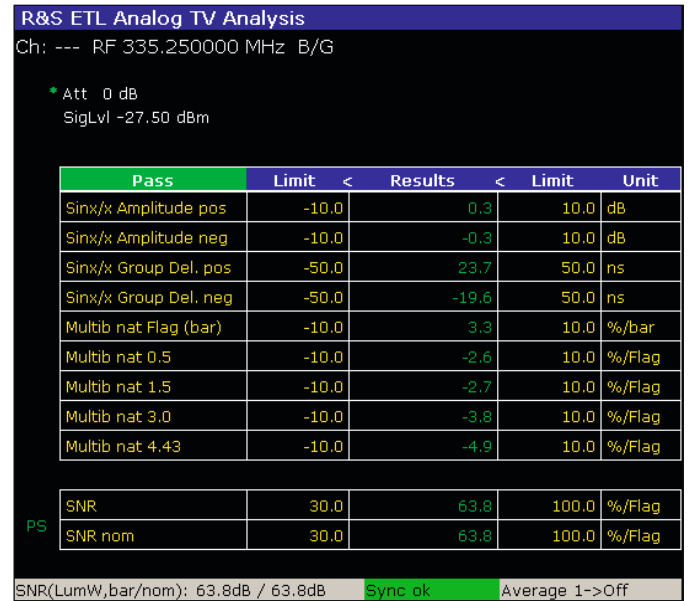 R&S ETL Analog TV Analysis
Ch: --- RF 335.250000 MHz B/G
* Att 0 dB
SigLvl -27.50 dBm
Pass Limit < Results < Limit Unit
Sinx/x Amplitude pos -10.0 0.3 10.0 dB
Sinx/x Amplitude neg -10.0 -0.3 10.0 dB
Sinx/x Group Del. pos -50.0 23.7 50.0 ns
Sinx/x Group Del. neg -50.0 -19.6 50.0 ns
Multib nat Flag (bar) -10.0 3.3 10.0 %/bar
Multib nat 0.5 -10.0 -2.6 10.0 %/Flag
Multib nat 1.5 -10.0 -2.7 10.0 %/Flag
Multib nat 3.0 -10.0 -3.8 10.0 %/Flag
Multib nat 4.43 -10.0 -4.9 10.0 %/Flag
SNR 30.0 63.8 100.0 %/Flag
PS SNR nom 30.0 63.8 100.0 %/Flag
SNR(LumW,bar/nom): 63.8dB / 63.8dB Sync ok Average 1->Off